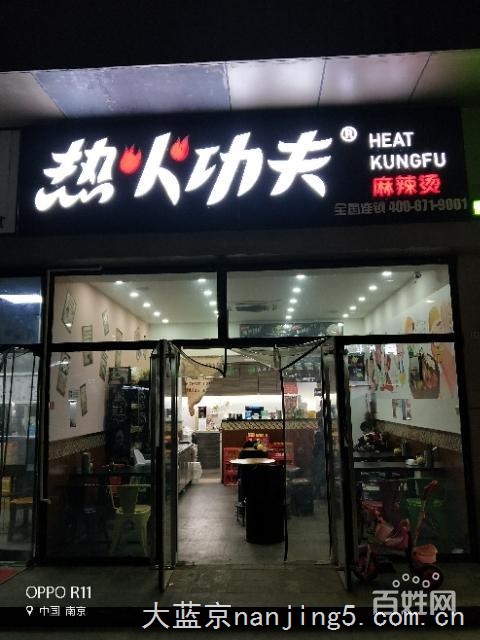 热火功夫®
HEAT
KUNGFU
麻辣烫
全国连锁 400-871-9001
OPPO R11
中国 南京
百姓网
大蓝京nanjing5.com.cn